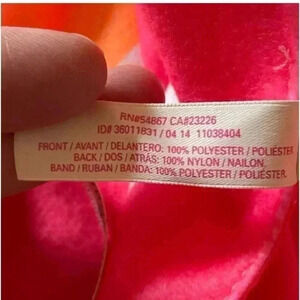 RN#54867 CA#23226
ID# 36011831 / 04 14 11038404
FRONT / AVANT / DELANTERO: 100% POLYESTER / POLIÉSTER
BACK / DOS / ATRÁS: 100% NYLON / NAILON.
BAND / RUBAN / BANDA: 100% POLYESTER / POLIÉSTER.